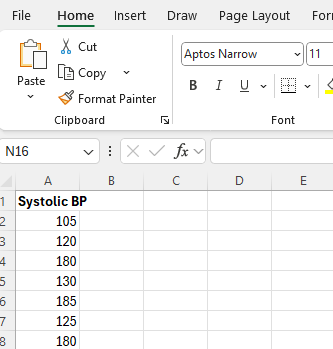 File Home Insert Draw Page Layout For
Paste
Cut
Copy
Format Painter
Clipboard
Aptos Narrow 11
B I U
Font
N16 fx
A B C D E
1 Systolic BP
2 105
3 120
4 180
5 130
6 185
7 125
8 180